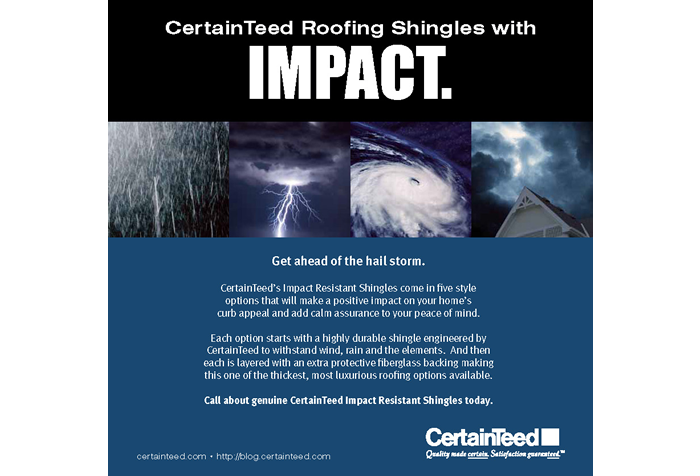 CertainTeed Roofing Shingles with
IMPACT.
Get ahead of the hail storm.
CertainTeed's Impact Resistant Shingles come in five style
options that will make a positive impact on your home's
curb appeal and add calm assurance to your peace of mind.
Each option starts with a highly durable shingle engineered by
CertainTeed to withstand wind, rain and the elements. And then
each is layered with an extra protective fiberglass backing making
this one of the thickest, most luxurious roofing options available.
Call about genuine CertainTeed Impact Resistant Shingles today.
CertainTeed
Quality made certain. Satisfaction guaranteed.™
certainteed.com • http://blog.certainteed.com